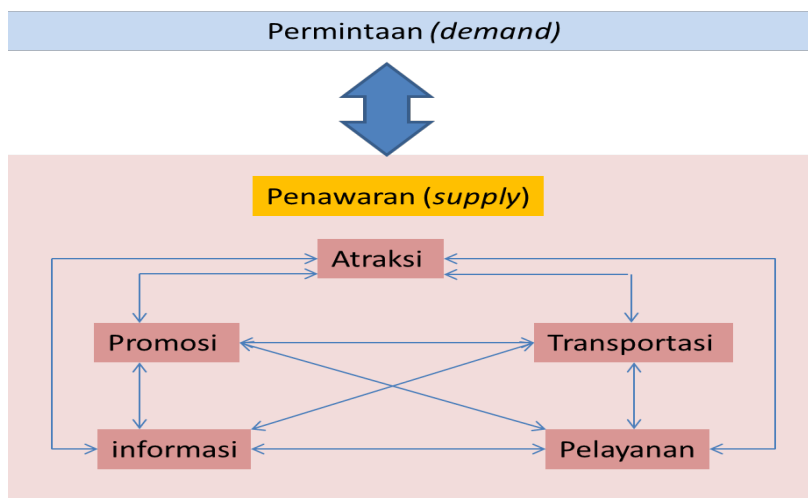 Permintaan (demand)
Penawaran (supply)
Atraksi
Promosi
Transportasi
informasi
Pelayanan